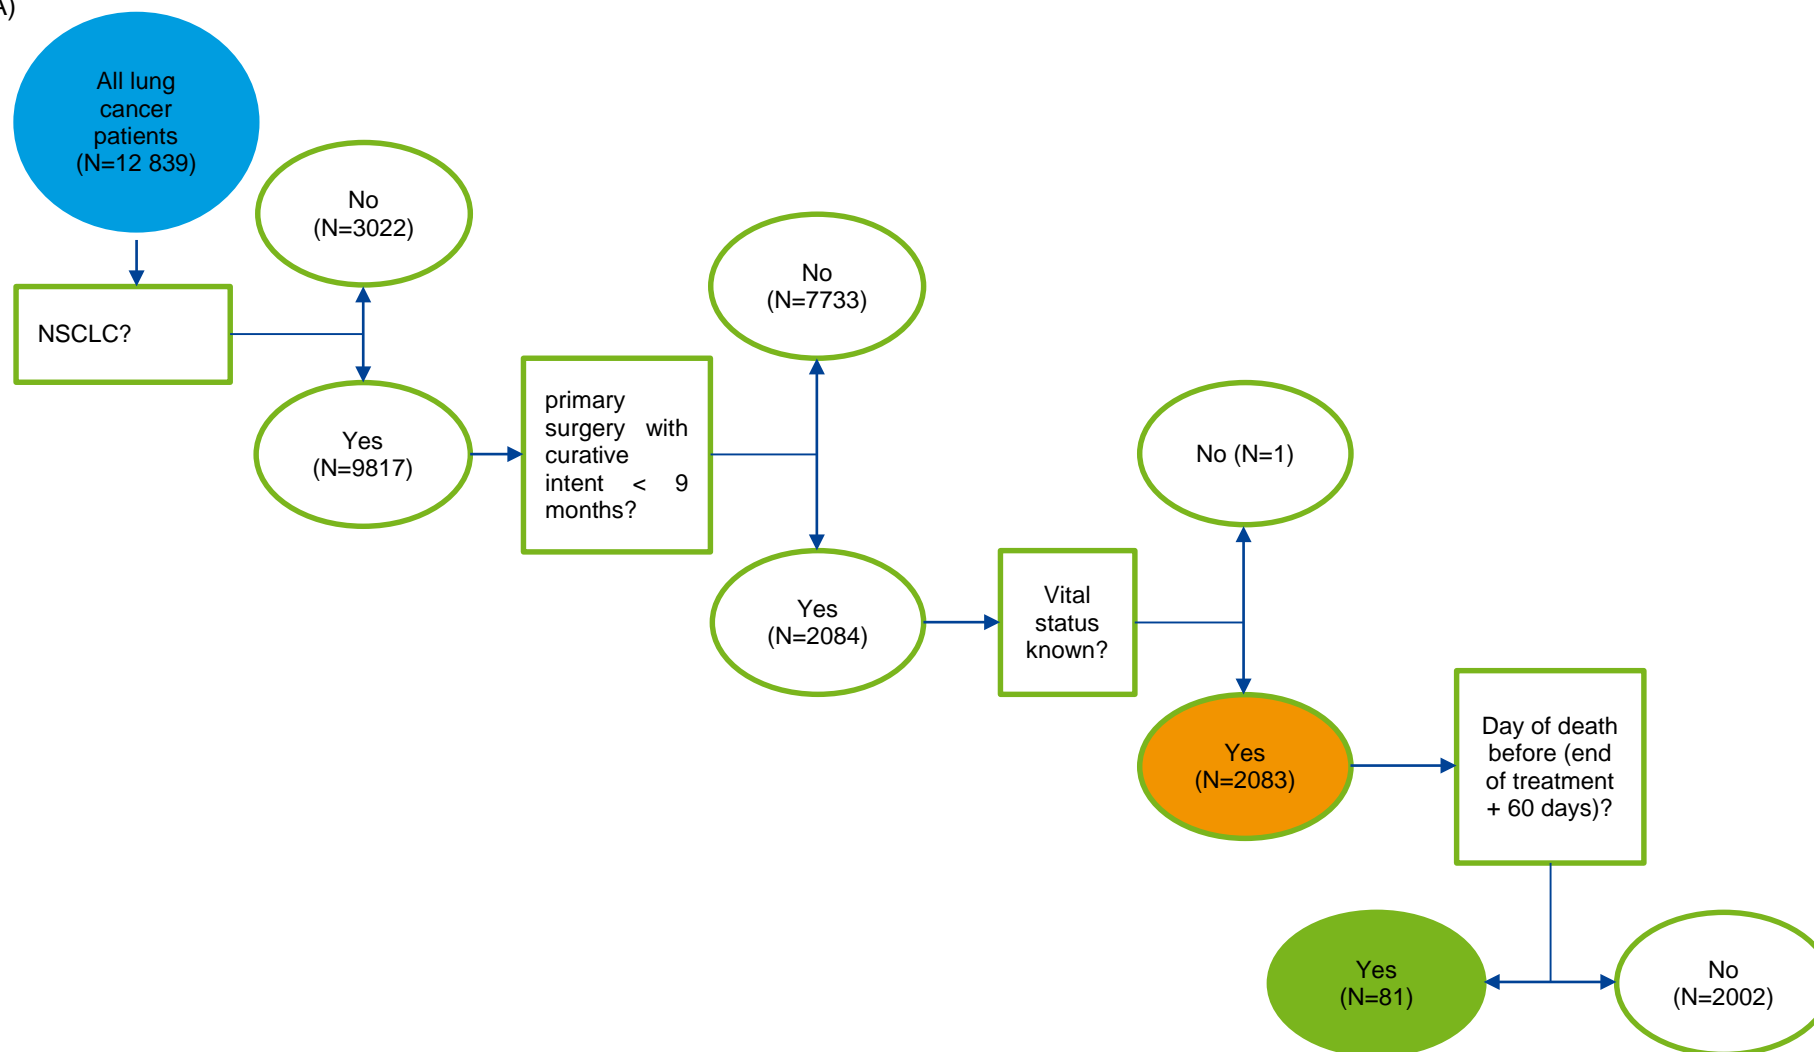 A)
All lung
cancer
patients
(N=12 839)
No
(N=3022)
NSCLC?
Yes
(N=9817)
primary
surgery with
curative
intent < 9
months?
No
(N=7733)
Yes
(N=2084)
Vital
status
known?
No (N=1)
Yes
(N=2083)
Day of death
before (end
of treatment
+ 60 days)?
Yes
(N=81)
No
(N=2002)